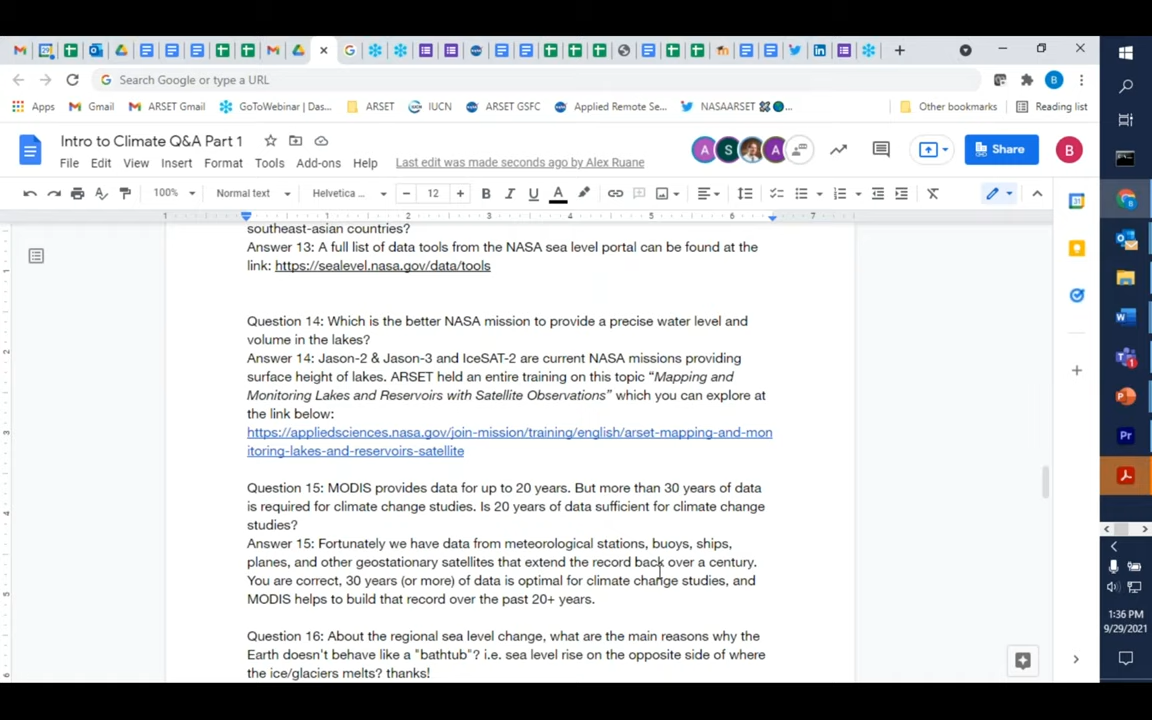 Search Google or type a URL
Apps
Gmail
ARSET Gmail
GoToWebinar | Das...
ARSET
IUCN
ARSET GSFC
Applied Remote Se...
NASAARSET
Other bookmarks
Reading list
B
Intro to Climate Q&A Part 1
A
S
A
Share
B
File Edit View Insert Format Tools Add-ons Help Last edit was made seconds ago by Alex Ruane
100% Normal text Helvetica ... 12 B I U A
1 1 2 3 4 5 6 7
southeast-asian countries?
Answer 13: A full list of data tools from the NASA sea level portal can be found at the
link: https://sealevel.nasa.gov/data/tools
Question 14: Which is the better NASA mission to provide a precise water level and
volume in the lakes?
Answer 14: Jason-2 & Jason-3 and IceSAT-2 are current NASA missions providing
surface height of lakes. ARSET held an entire training on this topic “Mapping and
Monitoring Lakes and Reservoirs with Satellite Observations” which you can explore at
the link below:
https://appliedsciences.nasa.gov/join-mission/training/english/arset-mapping-and-mon
itoring-lakes-and-reservoirs-satellite
Question 15: MODIS provides data for up to 20 years. But more than 30 years of data
is required for climate change studies. Is 20 years of data sufficient for climate change
studies?
Answer 15: Fortunately we have data from meteorological stations, buoys, ships,
planes, and other geostationary satellites that extend the record back over a century.
You are correct, 30 years (or more) of data is optimal for climate change studies, and
MODIS helps to build that record over the past 20+ years.
Question 16: About the regional sea level change, what are the main reasons why the
Earth doesn't behave like a "bathtub"? i.e. sea level rise on the opposite side of where
the ice/glaciers melts? thanks!
1:36 PM
9/29/2021